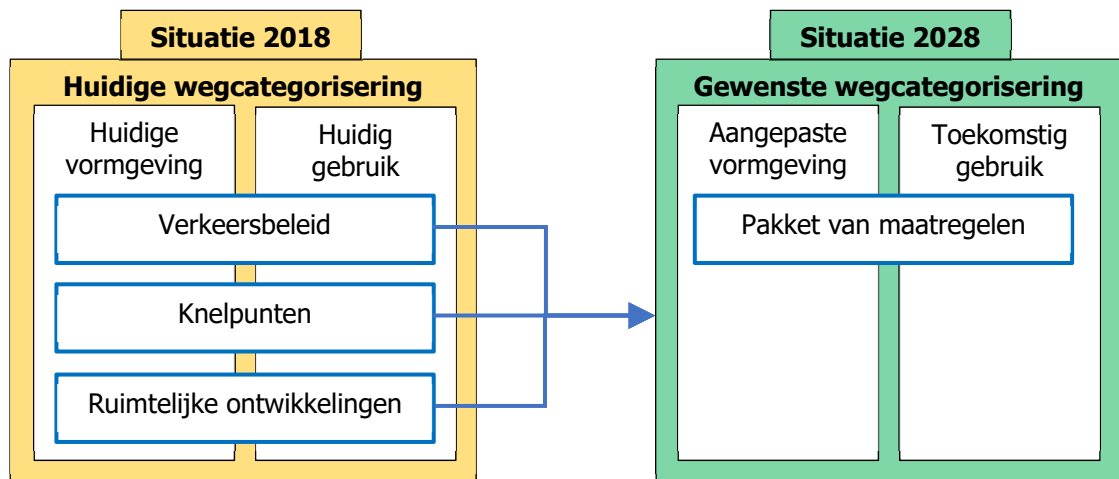 Situatie 2018
Huidige wegcategorisering
Huidige
vormgeving
Huidig
gebruik
Verkeersbeleid
Knelpunten
Ruimtelijke ontwikkelingen
Situatie 2028
Gewenste wegcategorisering
Aangepaste
vormgeving
Toekomstig
gebruik
Pakket van maatregelen